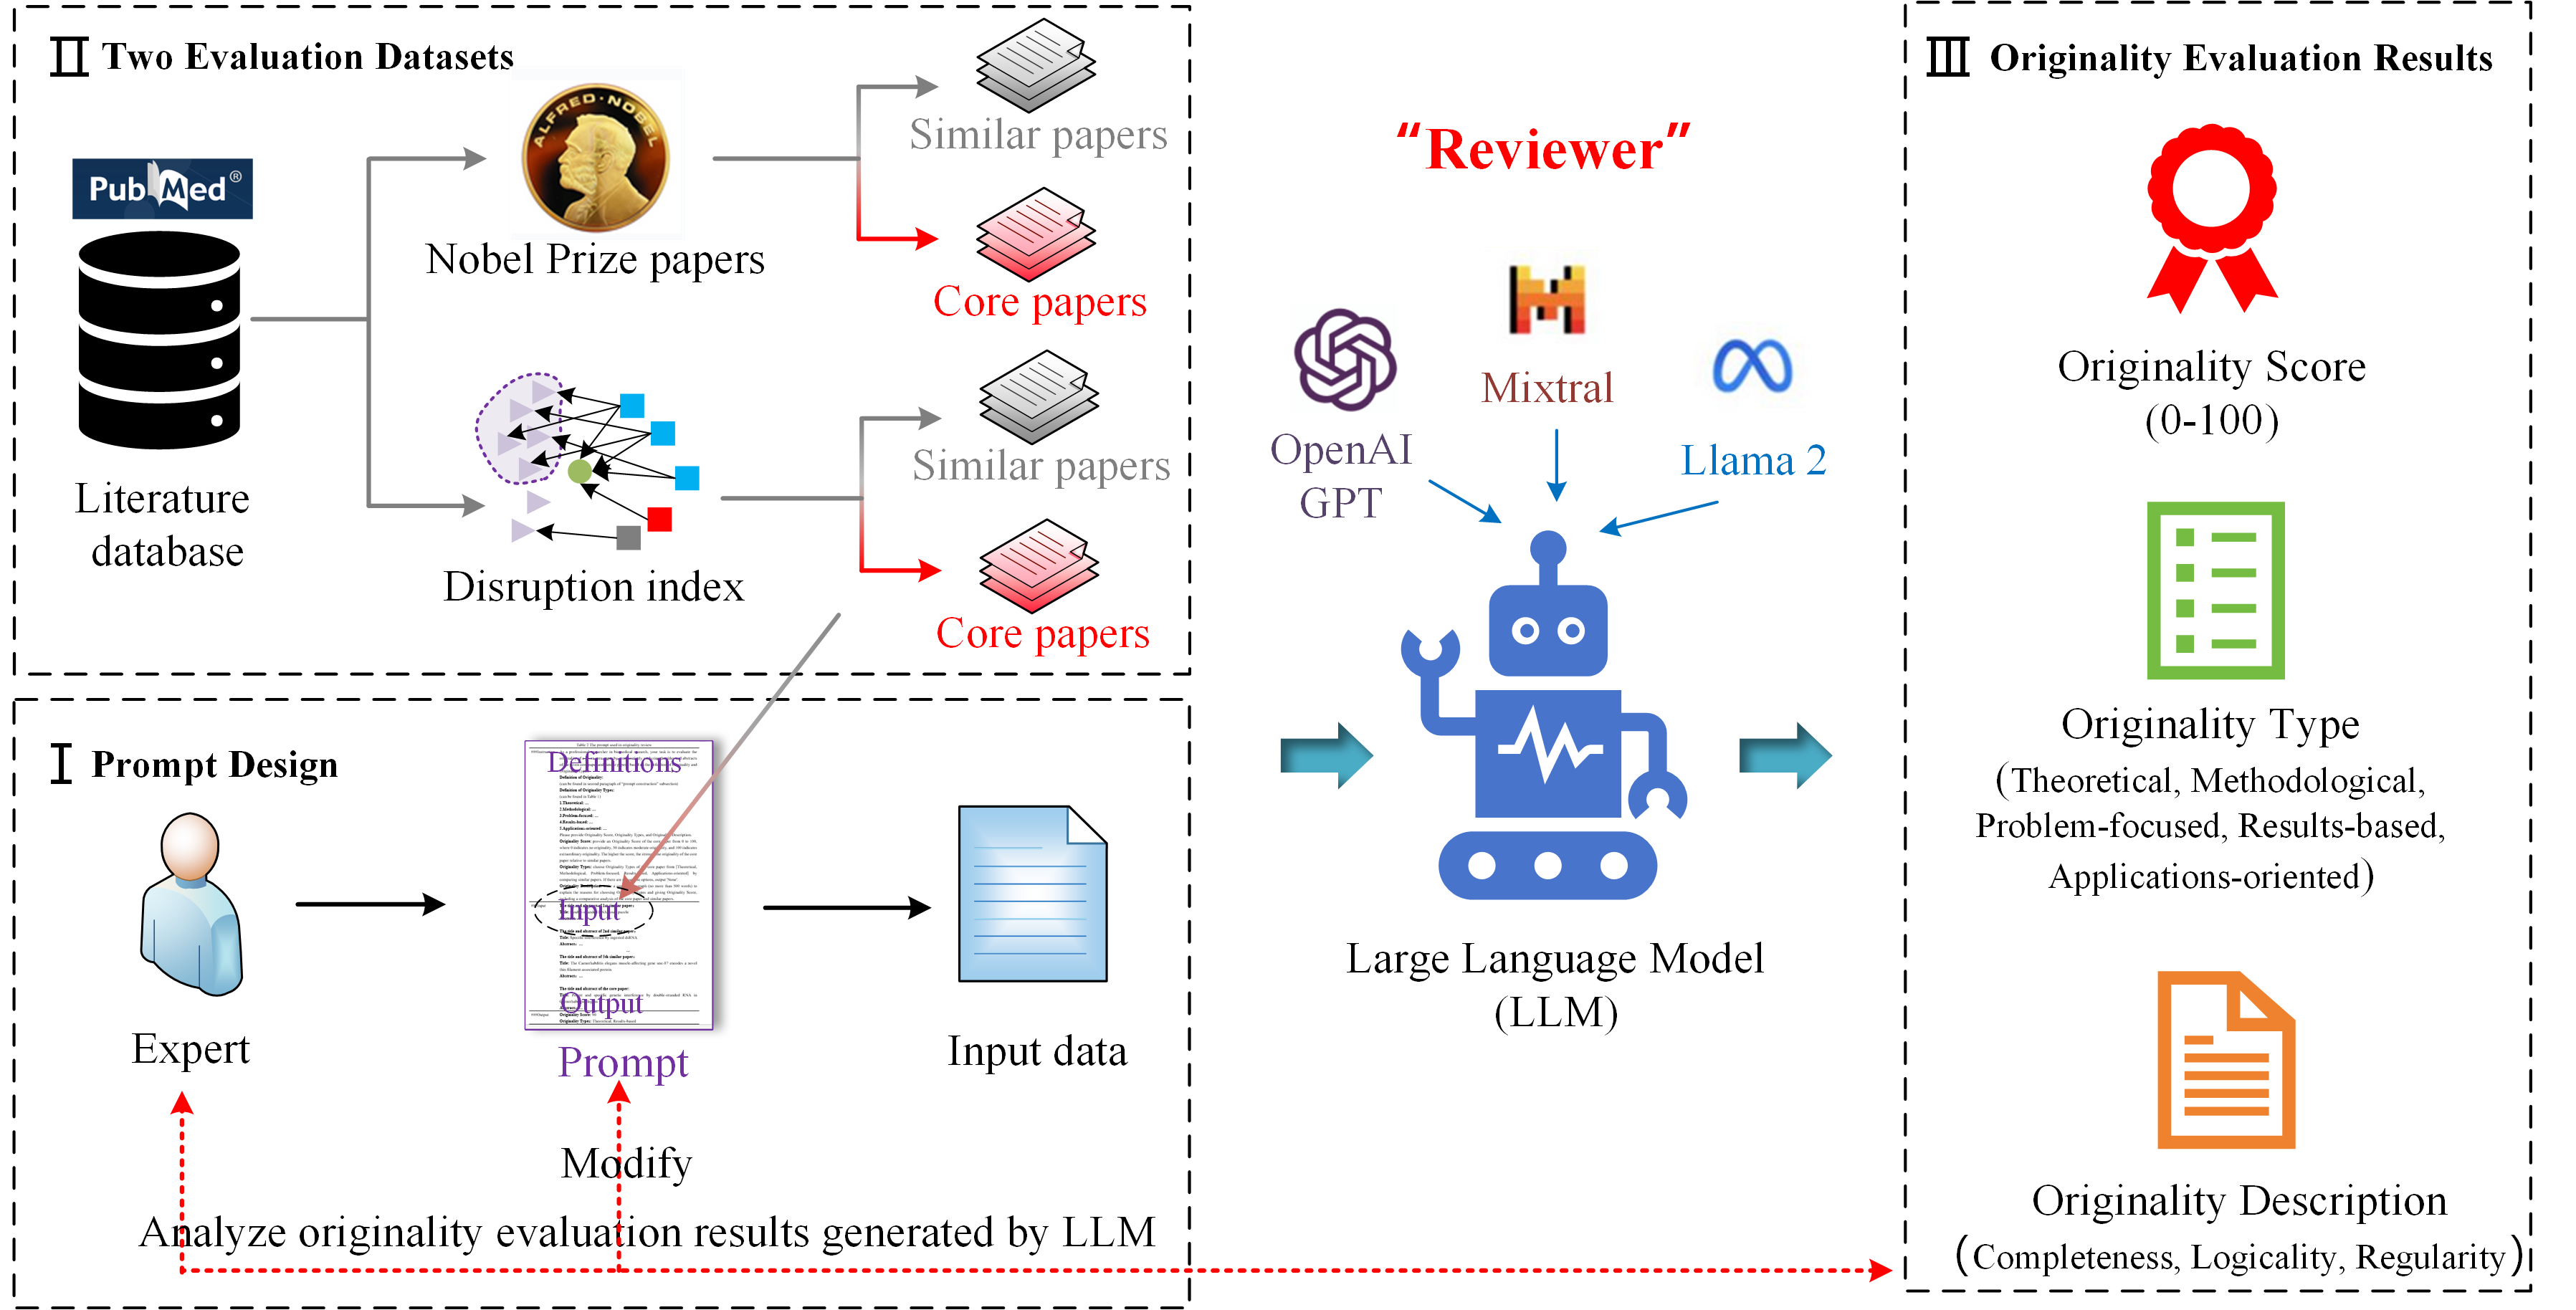 II Two Evaluation Datasets
PubMed®
Literature
database
ALFRED·NOBEL
Nobel Prize papers
Disruption index
Similar papers
Core papers
Similar papers
Core papers
I Prompt Design
Expert
Definitions
Input
Output
Prompt
Input data
Modify
Analyze originality evaluation results generated by LLM
“Reviewer”
OpenAI
GPT
Mixtral
Llama 2
Large Language Model
(LLM)
III Originality Evaluation Results
Originality Score
(0-100)
Originality Type
(Theoretical, Methodological,
Problem-focused, Results-based,
Applications-oriented)
Originality Description
(Completeness, Logicality, Regularity)